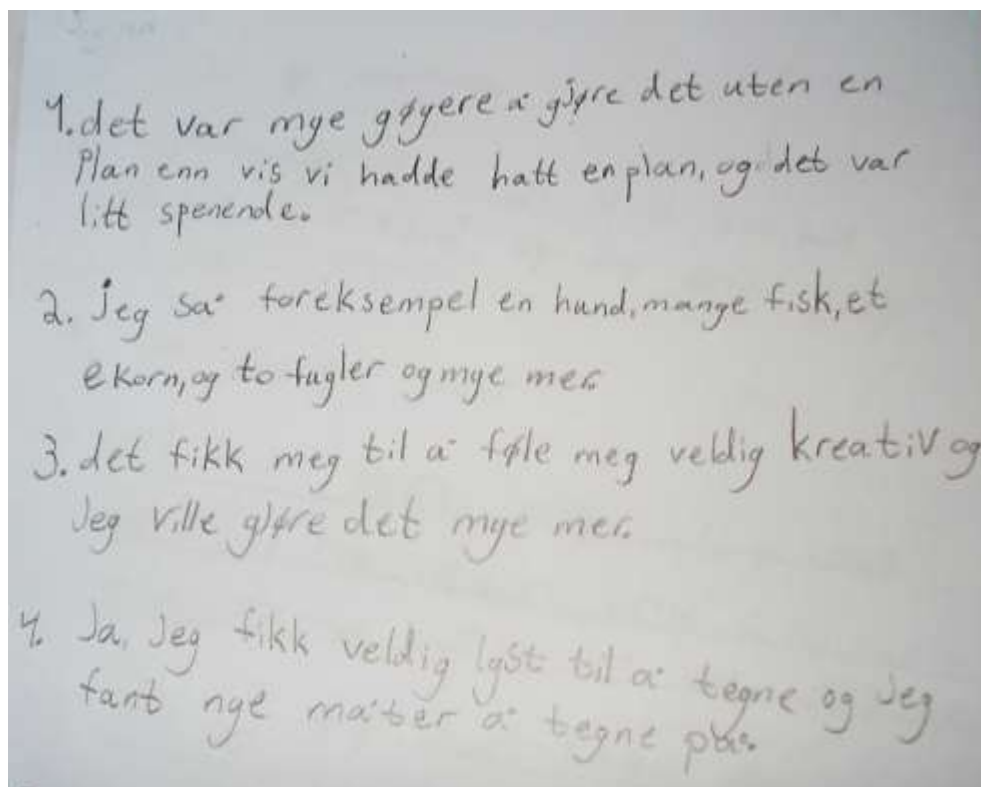 1. det var mye gøyere å gjøre det uten en
Plan enn vis vi hadde hatt en plan, og det var
litt spenende.
2. Jeg så foreksempel en hund, mange fisk, et
ekorn, og to fugler og mye mer.
3. det fikk meg til å føle meg veldig kreativ og
Jeg ville gjøre det mye mer.
4. Ja, Jeg fikk veldig lyst til å tegne og Jeg
fant nye måter å tegne på.